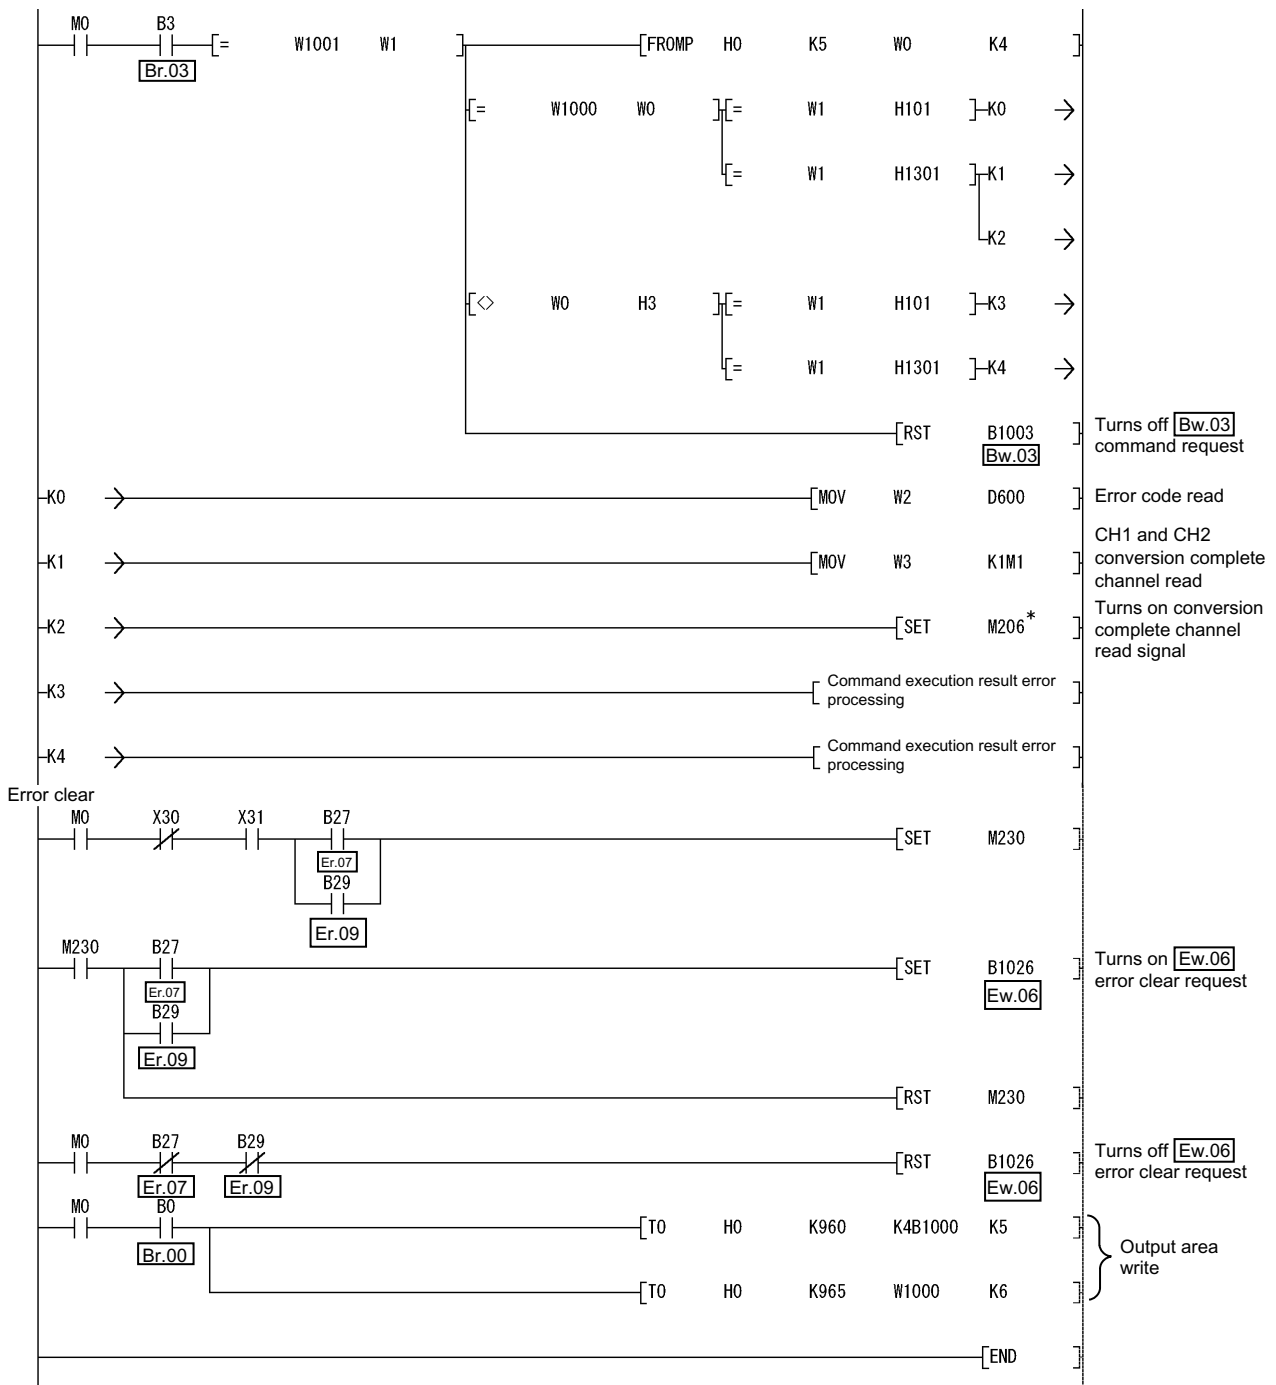 M0 B3
[= W1001 W1 ] [FROMP H0 K5 W0 K4 ]
Br.03
[= W1000 W0 ] [= W1 H101 ] K0
[= W1 H1301 ] K1
K2
[<> W0 H3 ] [= W1 H101 ] K3
[= W1 H1301 ] K4
[RST B1003 ] Turns off Bw.03
Bw.03 command request
K0 [MOV W2 D600 ] Error code read
K1 [MOV W3 K1M1 ] CH1 and CH2
conversion complete
channel read
K2 [SET M206* ] Turns on conversion
complete channel
read signal
K3 [ Command execution result error
processing ]
K4 [ Command execution result error
processing ]
Error clear
M0 X30 X31 B27
[SET M230 ]
Er.07
B29
Er.09
M230 B27
[SET B1026 ] Turns on Ew.06
Er.07 Ew.06 error clear request
B29
Er.09
[RST M230 ]
M0 B27 B29
[RST B1026 ] Turns off Ew.06
Er.07 Er.09 Ew.06 error clear request
M0 B0
[TO H0 K960 K4B1000 K5 ]
Br.00 Output area
write
[TO H0 K965 W1000 K6 ]
[END ]